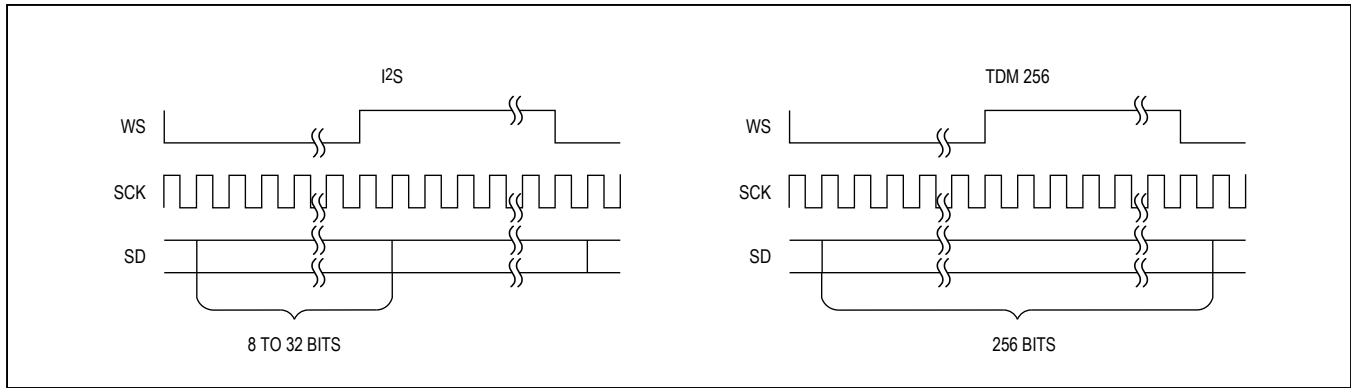 I²S
WS
SCK
SD
8 TO 32 BITS
TDM 256
WS
SCK
SD
256 BITS